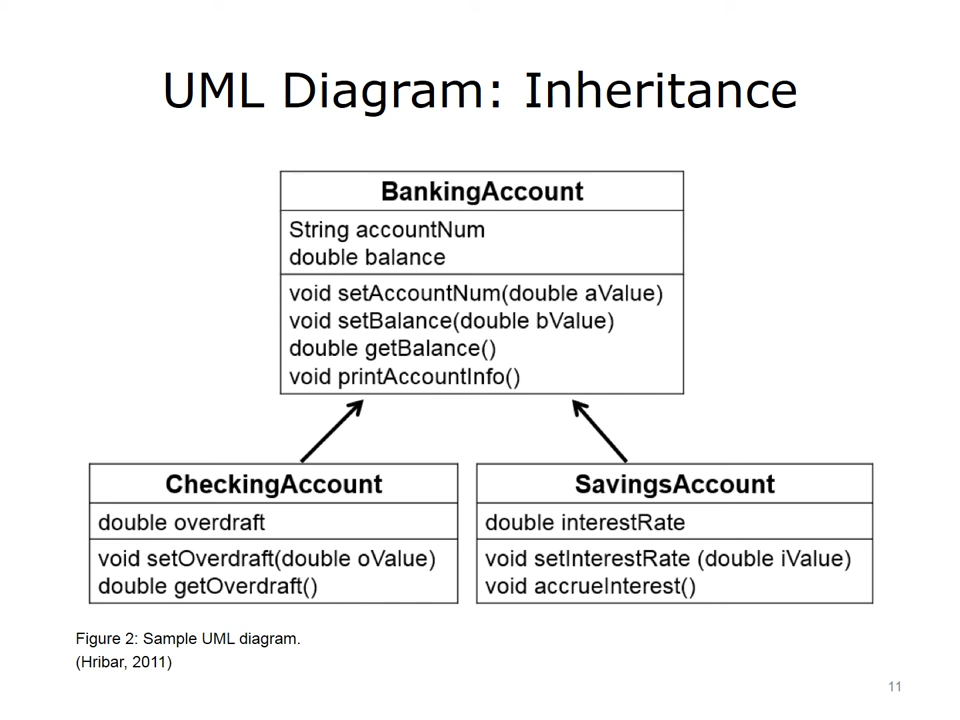 UML Diagram: Inheritance
BankingAccount
String accountNum
double balance
void setAccountNum(double aValue)
void setBalance(double bValue)
double getBalance()
void printAccountInfo()
CheckingAccount
double overdraft
void setOverdraft(double oValue)
double getOverdraft()
SavingsAccount
double interestRate
void setInterestRate (double iValue)
void accrueInterest()
Figure 2: Sample UML diagram.
(Hribar, 2011)
11